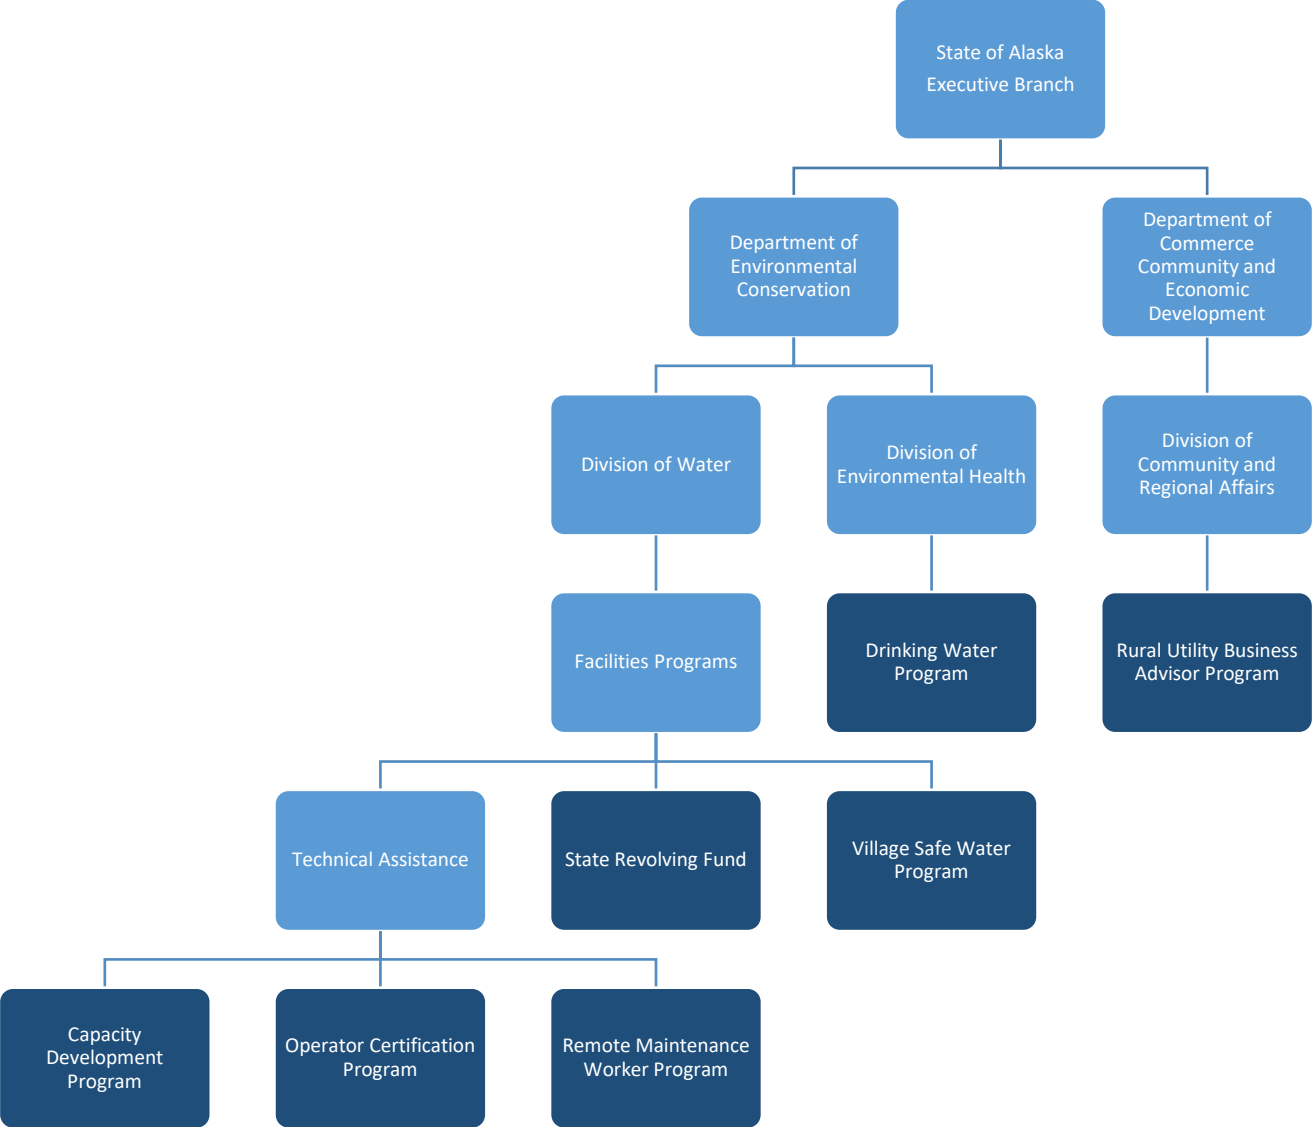 State of Alaska
Executive Branch
Department of
Environmental
Conservation
Department of
Commerce
Community and
Economic
Development
Division of Water
Division of
Environmental Health
Division of
Community and
Regional Affairs
Facilities Programs
Drinking Water
Program
Rural Utility Business
Advisor Program
Technical Assistance
State Revolving Fund
Village Safe Water
Program
Capacity
Development
Program
Operator Certification
Program
Remote Maintenance
Worker Program